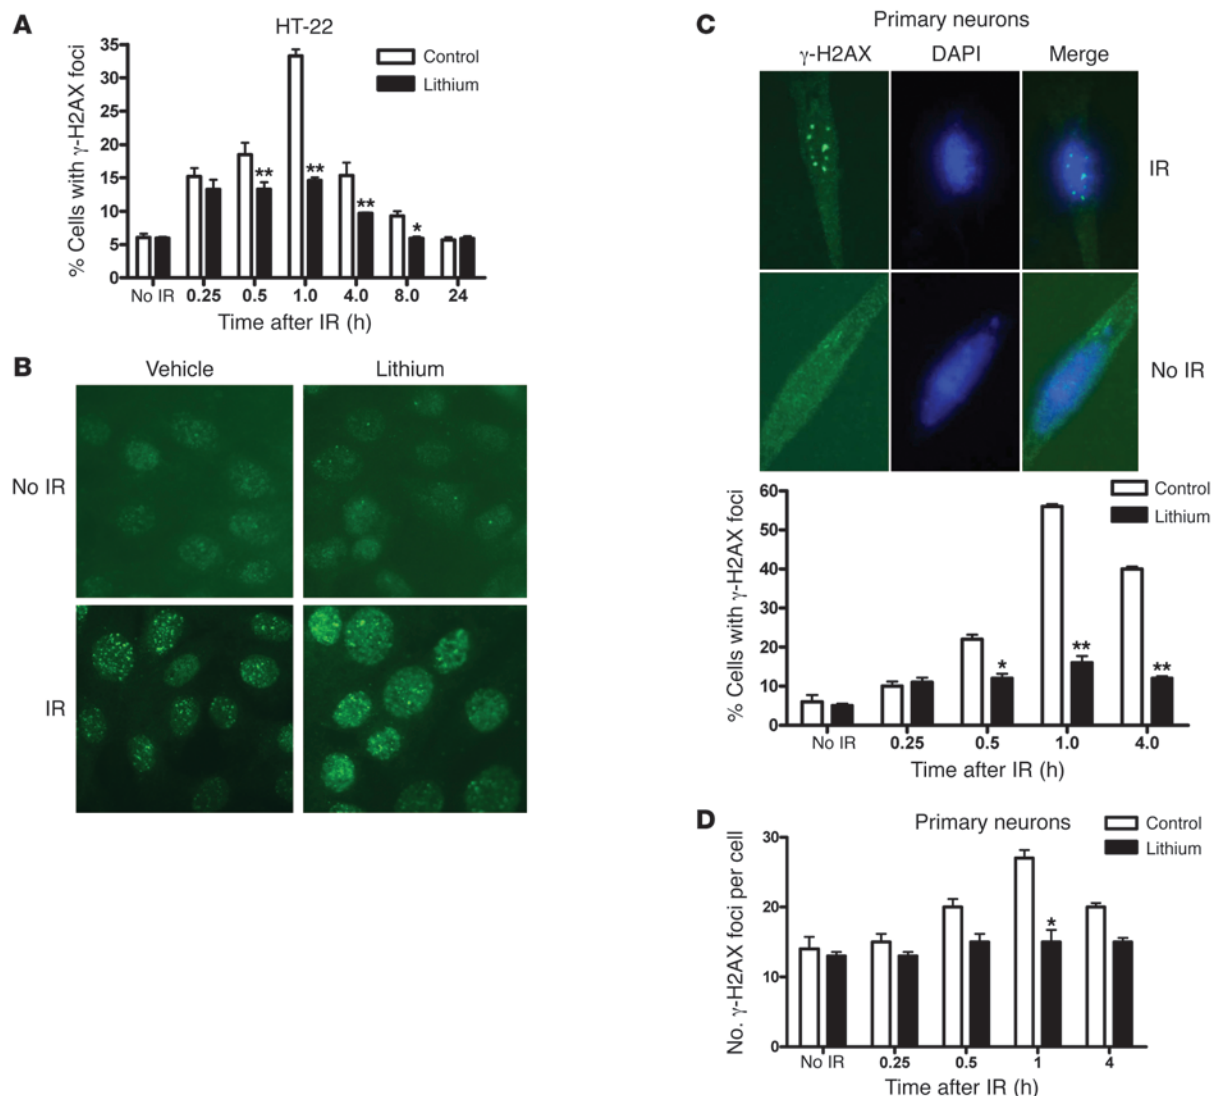 A
HT-22
% Cells with γ-H2AX foci
35
30
25
20
15
10
5
0
Control
Lithium
**
**
**
*
No IR 0.25 0.5 1.0 4.0 8.0 24
Time after IR (h)
B
Vehicle Lithium
No IR
IR
C
Primary neurons
γ-H2AX DAPI Merge
IR
No IR
% Cells with γ-H2AX foci
60
50
40
30
20
10
0
Control
Lithium
*
**
**
No IR 0.25 0.5 1.0 4.0
Time after IR (h)
D
Primary neurons
No. γ-H2AX foci per cell
30
20
10
0
Control
Lithium
*
No IR 0.25 0.5 1 4
Time after IR (h)